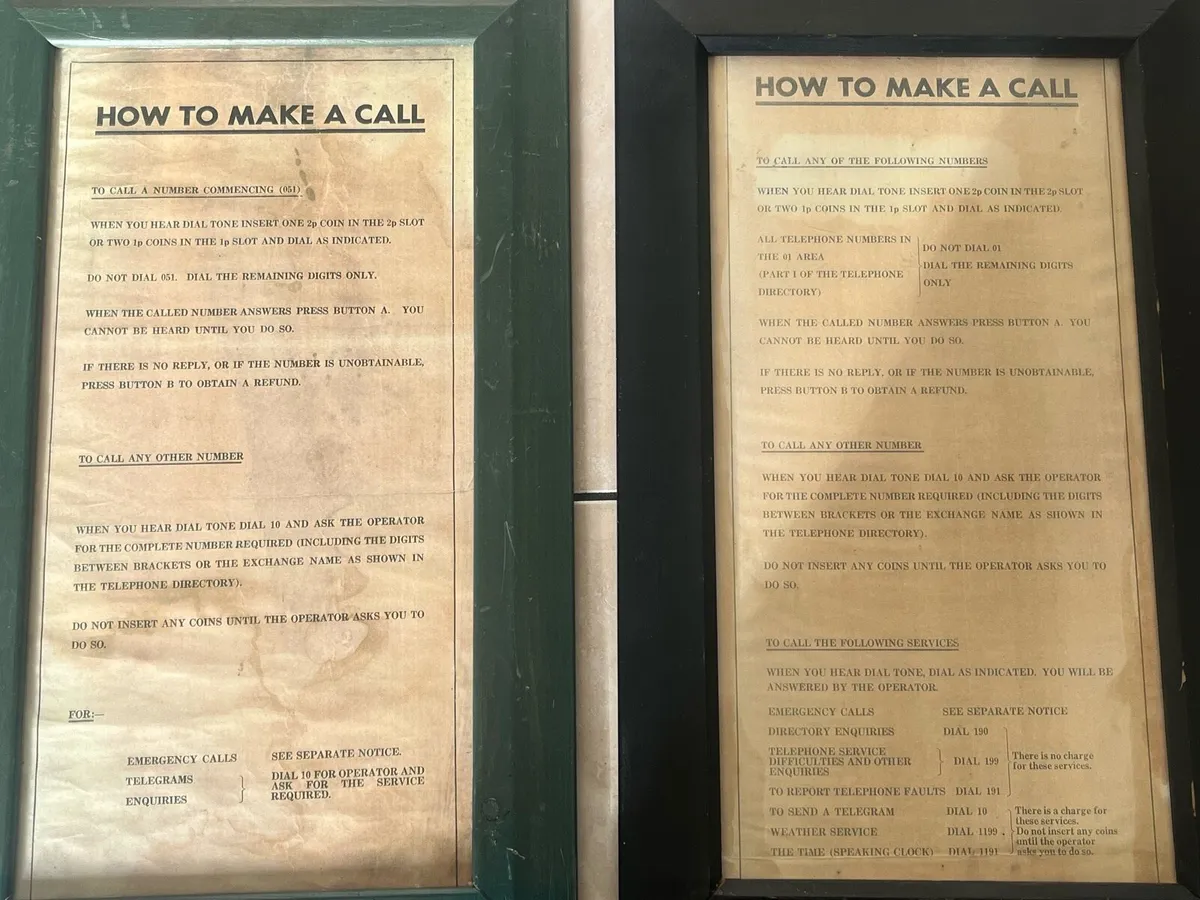 HOW TO MAKE A CALL
TO CALL A NUMBER COMMENCING (051)
WHEN YOU HEAR DIAL TONE INSERT ONE 2p COIN IN THE 2p SLOT
OR TWO 1p COINS IN THE 1p SLOT AND DIAL AS INDICATED.
DO NOT DIAL 051. DIAL THE REMAINING DIGITS ONLY.
WHEN THE CALLED NUMBER ANSWERS PRESS BUTTON A. YOU
CANNOT BE HEARD UNTIL YOU DO SO.
IF THERE IS NO REPLY, OR IF THE NUMBER IS UNOBTAINABLE,
PRESS BUTTON B TO OBTAIN A REFUND.
TO CALL ANY OTHER NUMBER
WHEN YOU HEAR DIAL TONE DIAL 10 AND ASK THE OPERATOR
FOR THE COMPLETE NUMBER REQUIRED (INCLUDING THE DIGITS
BETWEEN BRACKETS OR THE EXCHANGE NAME AS SHOWN IN
THE TELEPHONE DIRECTORY).
DO NOT INSERT ANY COINS UNTIL THE OPERATOR ASKS YOU TO
DO SO.
FOR:—
EMERGENCY CALLS SEE SEPARATE NOTICE.
TELEGRAMS
ENQUIRIES
DIAL 10 FOR OPERATOR AND
ASK FOR THE SERVICE
REQUIRED.
HOW TO MAKE A CALL
TO CALL ANY OF THE FOLLOWING NUMBERS
WHEN YOU HEAR DIAL TONE INSERT ONE 2p COIN IN THE 2p SLOT
OR TWO 1p COINS IN THE 1p SLOT AND DIAL AS INDICATED.
ALL TELEPHONE NUMBERS IN
THE 01 AREA
(PART I OF THE TELEPHONE
DIRECTORY)
DO NOT DIAL 01
DIAL THE REMAINING DIGITS
ONLY
WHEN THE CALLED NUMBER ANSWERS PRESS BUTTON A. YOU
CANNOT BE HEARD UNTIL YOU DO SO.
IF THERE IS NO REPLY, OR IF THE NUMBER IS UNOBTAINABLE,
PRESS BUTTON B TO OBTAIN A REFUND.
TO CALL ANY OTHER NUMBER
WHEN YOU HEAR DIAL TONE DIAL 10 AND ASK THE OPERATOR
FOR THE COMPLETE NUMBER REQUIRED (INCLUDING THE DIGITS
BETWEEN BRACKETS OR THE EXCHANGE NAME AS SHOWN IN
THE TELEPHONE DIRECTORY).
DO NOT INSERT ANY COINS UNTIL THE OPERATOR ASKS YOU TO
DO SO.
TO CALL THE FOLLOWING SERVICES
WHEN YOU HEAR DIAL TONE, DIAL AS INDICATED. YOU WILL BE
ANSWERED BY THE OPERATOR.
EMERGENCY CALLS SEE SEPARATE NOTICE
DIRECTORY ENQUIRIES DIAL 190
TELEPHONE SERVICE
DIFFICULTIES AND OTHER
ENQUIRIES
DIAL 199
TO REPORT TELEPHONE FAULTS DIAL 191
There is no charge
for these services.
TO SEND A TELEGRAM DIAL 10
WEATHER SERVICE DIAL 1199
THE TIME (SPEAKING CLOCK) DIAL 1191
There is a charge for
these services.
Do not insert any coins
until the operator
asks you to do so.